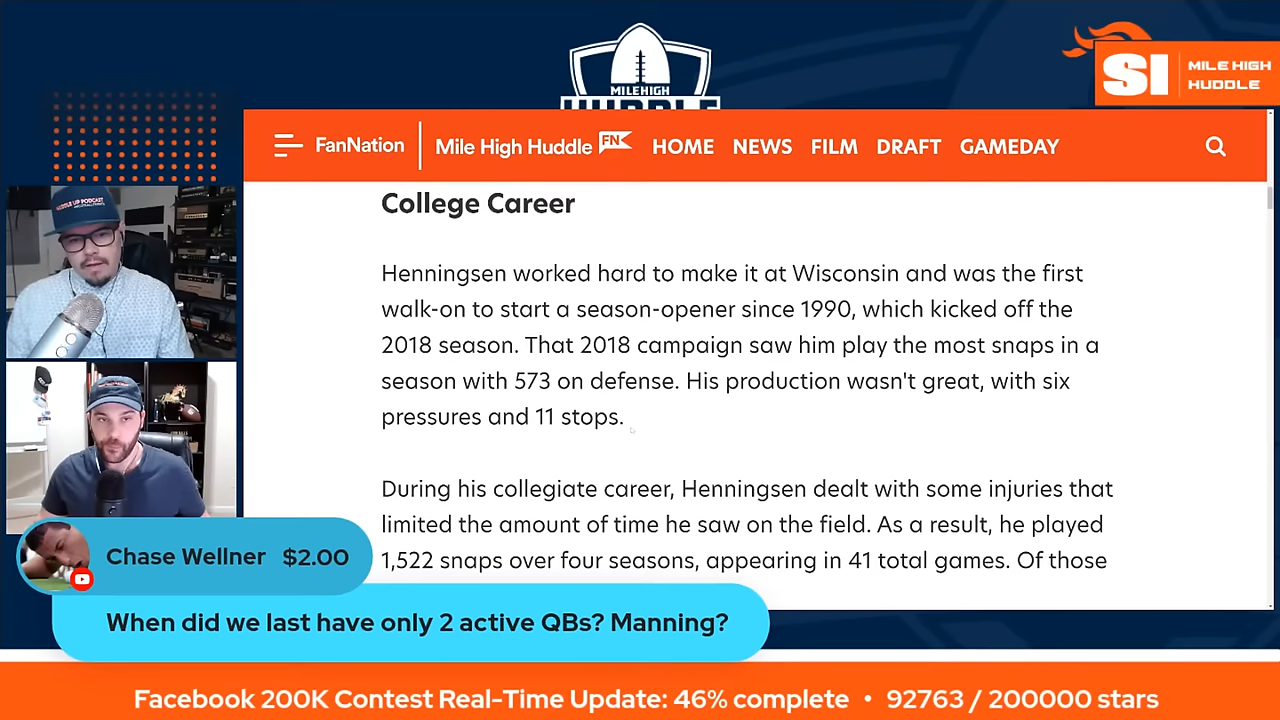 MILE HIGH
HUDDLE
SI MILE HIGH
HUDDLE
FanNation Mile High Huddle FN HOME NEWS FILM DRAFT GAMEDAY
College Career
Henningsen worked hard to make it at Wisconsin and was the first
walk-on to start a season-opener since 1990, which kicked off the
2018 season. That 2018 campaign saw him play the most snaps in a
season with 573 on defense. His production wasn't great, with six
pressures and 11 stops.
During his collegiate career, Henningsen dealt with some injuries that
limited the amount of time he saw on the field. As a result, he played
1,522 snaps over four seasons, appearing in 41 total games. Of those
Chase Wellner $2.00
When did we last have only 2 active QBs? Manning?
Facebook 200K Contest Real-Time Update: 46% complete • 92763 / 200000 stars